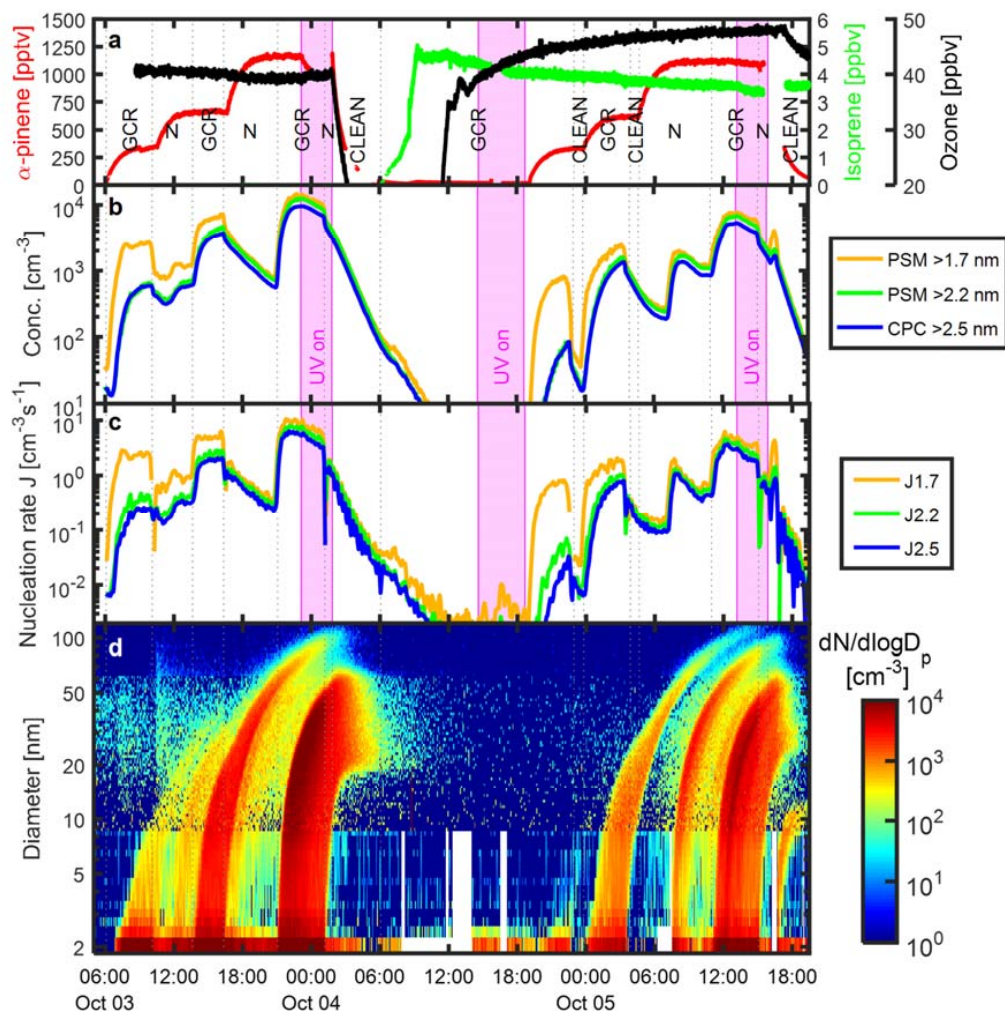 a
α-pinene [pptv]
1500
1250
1000
750
500
250
0
GCR
N
GCR
N
GCR
N
CLEAN
GCR
CLEAN
GCR
CLEAN
N
GCR
N
CLEAN
6
5
4
3
2
1
0
Isoprene [ppbv]
50
40
30
20
Ozone [ppbv]
b
Conc. [cm-3]
10^4
10^3
10^2
10^1
UV on
UV on
UV on
PSM >1.7 nm
PSM >2.2 nm
CPC >2.5 nm
c
Nucleation rate J [cm-3s-1]
10^1
10^0
10^-1
10^-2
J1.7
J2.2
J2.5
d
Diameter [nm]
100
50
20
10
5
2
dN/dlogDp
[cm-3]
10^4
10^3
10^2
10^1
10^0
06:00 12:00 18:00 00:00 06:00 12:00 18:00 00:00 06:00 12:00 18:00
Oct 03 Oct 04 Oct 05